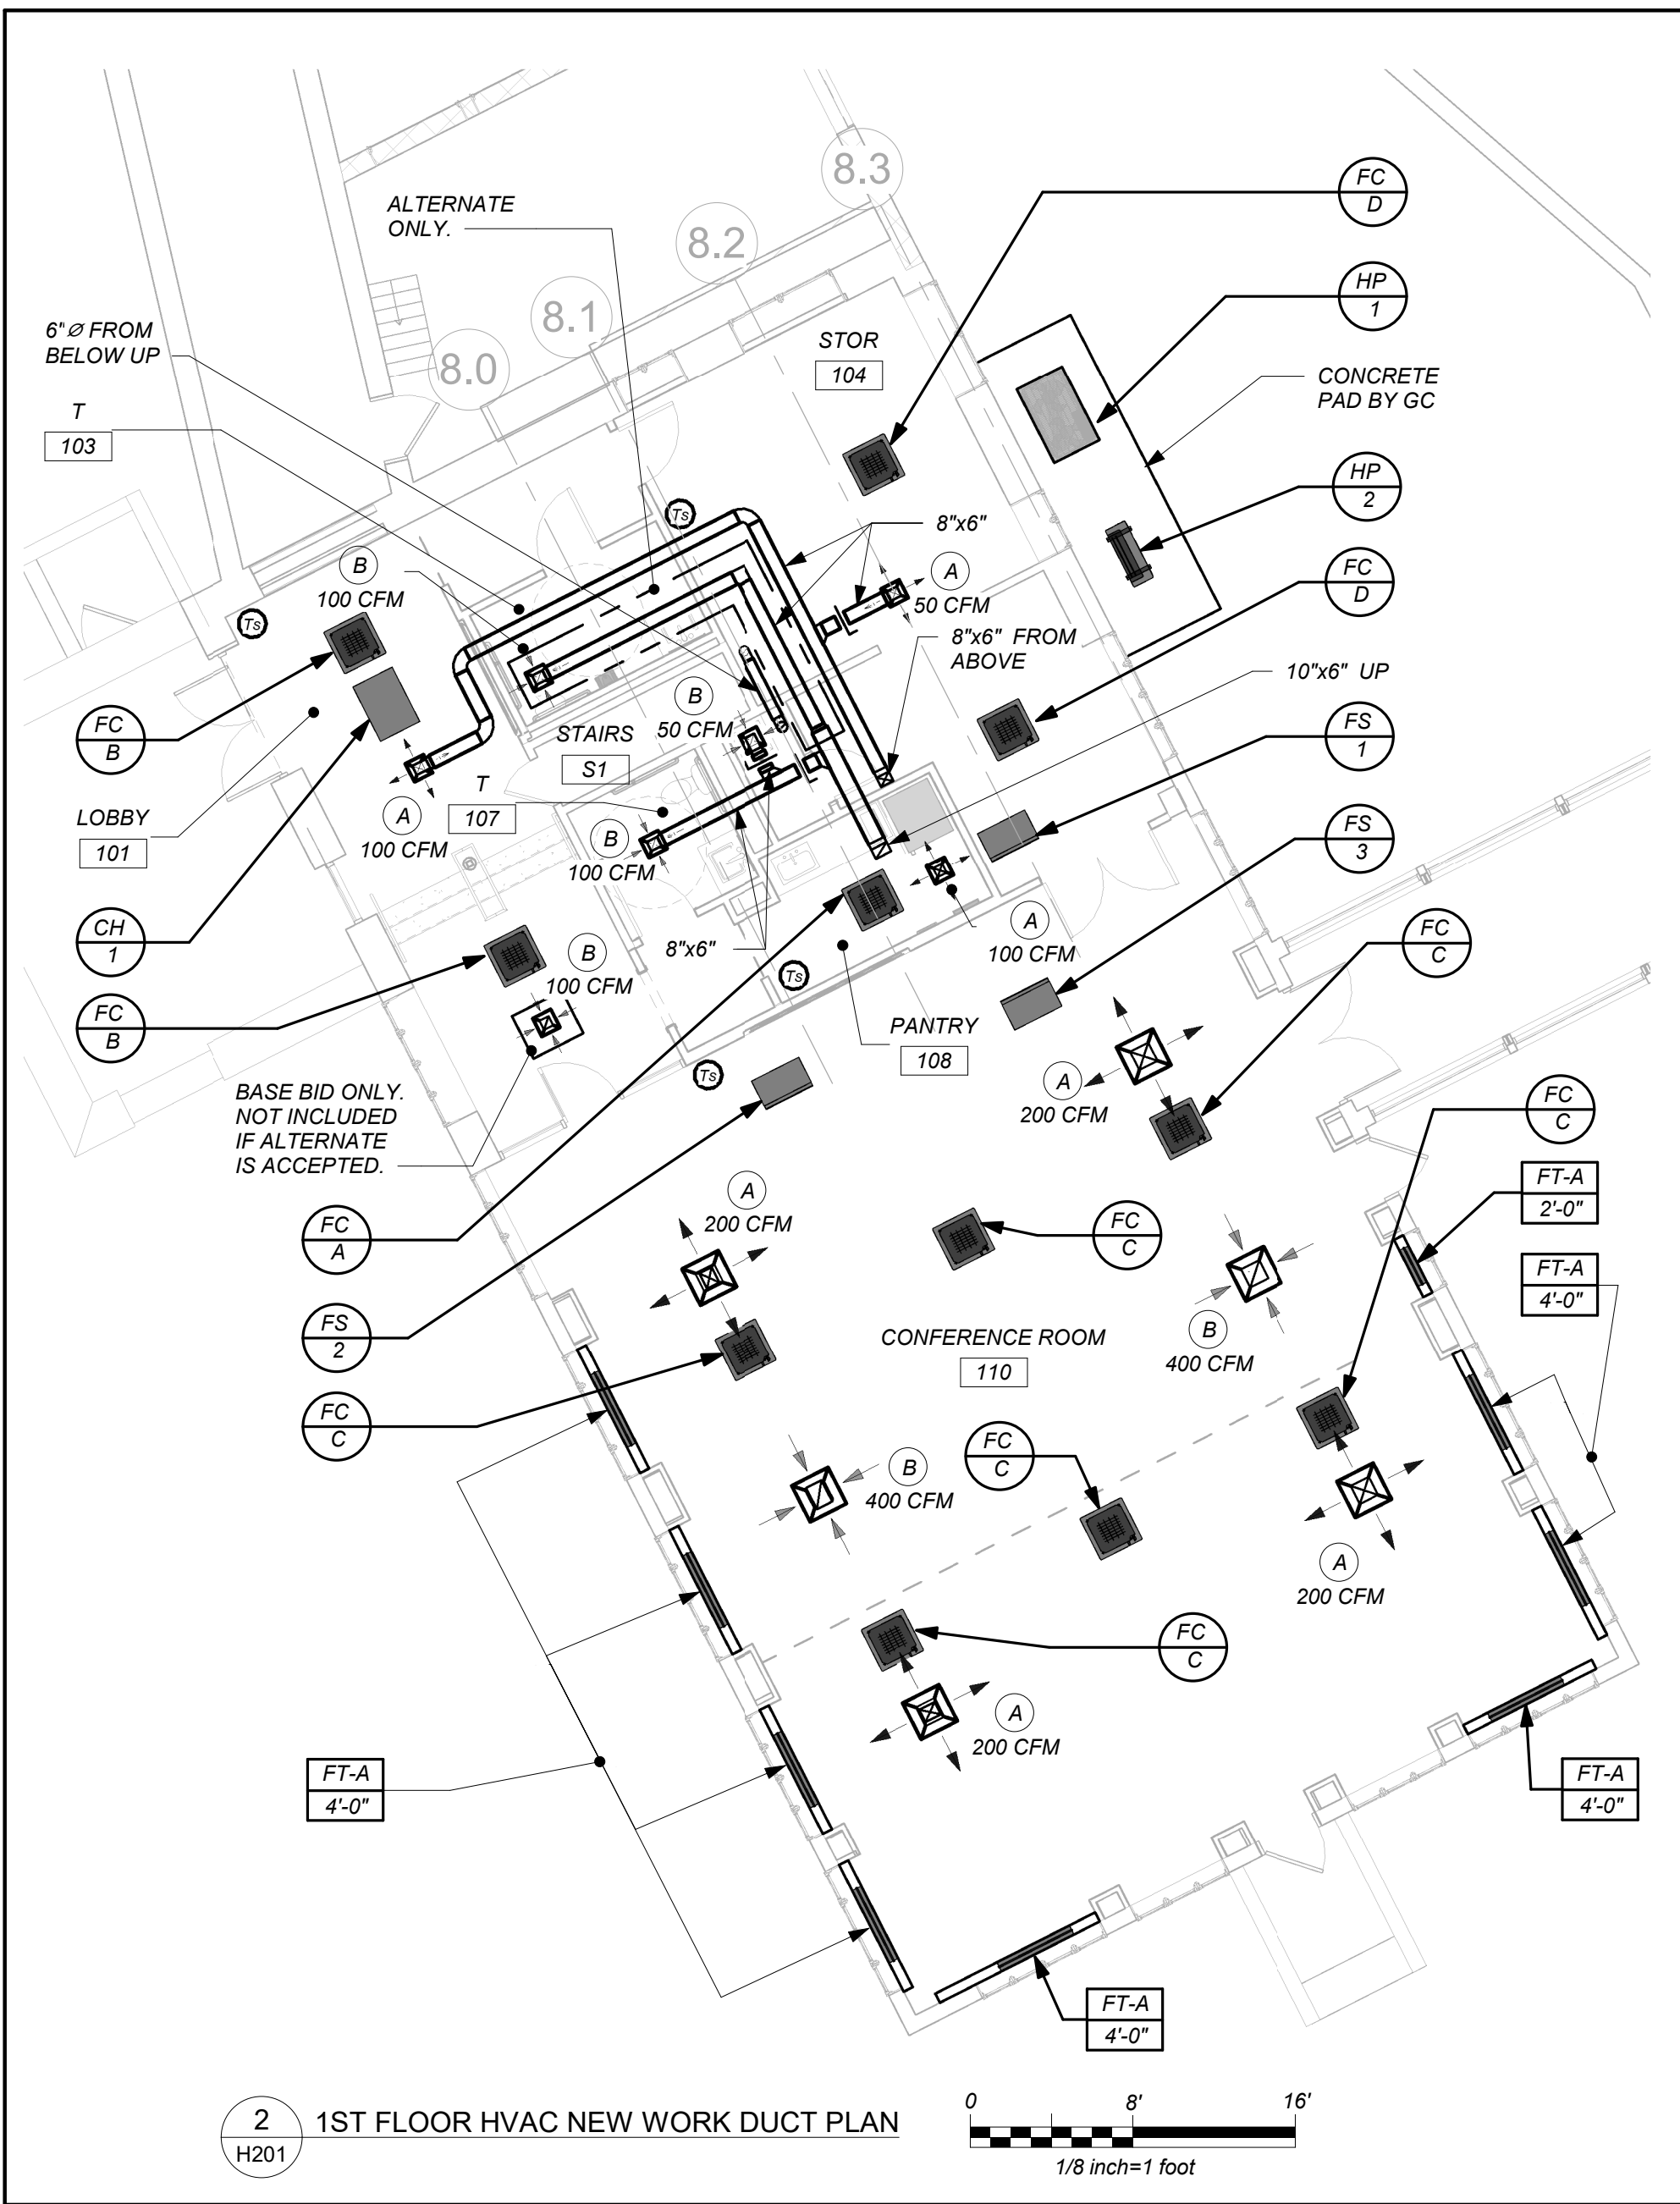 8.3
FC
D
ALTERNATE
ONLY.
8.2
HP
1
8.1
6"Ø FROM
BELOW UP
STOR
104
8.0
CONCRETE
PAD BY GC
T
103
HP
2
Ts
8"x6"
B
100 CFM
A
50 CFM
FC
D
Ts
8"x6" FROM
ABOVE
10"x6" UP
FC
B
B
50 CFM
STAIRS
S1
FS
1
T
107
LOBBY
101
A
100 CFM
B
100 CFM
FS
3
CH
1
8"x6"
A
100 CFM
FC
C
B
100 CFM
Ts
FC
B
PANTRY
108
Ts
A
200 CFM
BASE BID ONLY.
NOT INCLUDED
IF ALTERNATE
IS ACCEPTED.
FC
C
FT-A
2'-0"
A
200 CFM
FC
A
FC
C
FT-A
4'-0"
FS
2
CONFERENCE ROOM
110
B
400 CFM
FC
C
FC
C
B
400 CFM
A
200 CFM
FC
C
A
200 CFM
FT-A
4'-0"
FT-A
4'-0"
FT-A
4'-0"
2
H201
1ST FLOOR HVAC NEW WORK DUCT PLAN
0 8' 16'
1/8 inch=1 foot